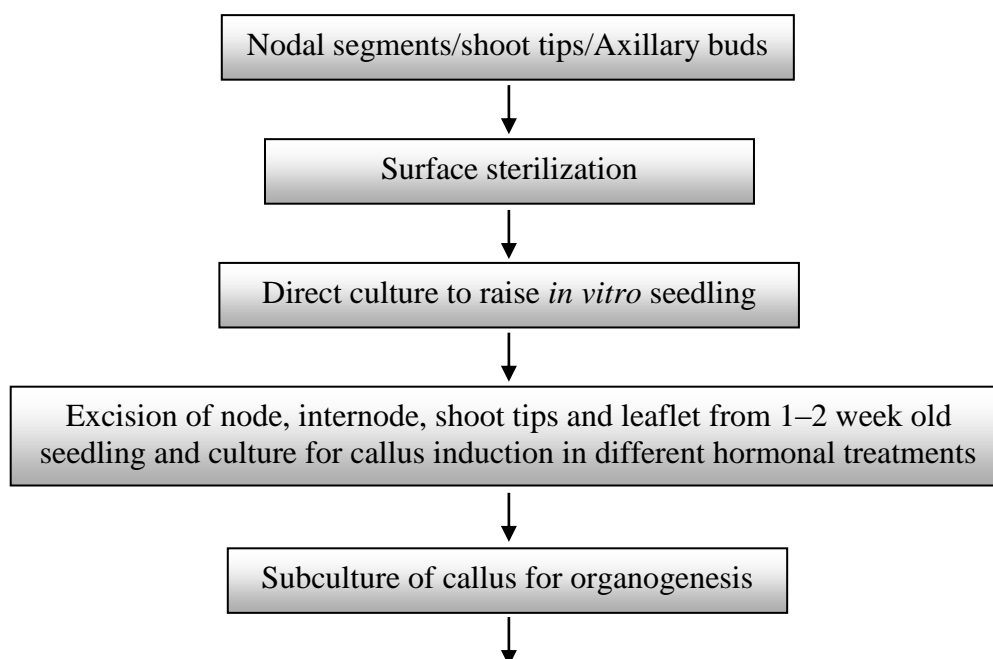 Nodal segments/shoot tips/Axillary buds
Surface sterilization
Direct culture to raise in vitro seedling
Excision of node, internode, shoot tips and leaflet from 1–2 week old
seedling and culture for callus induction in different hormonal treatments
Subculture of callus for organogenesis